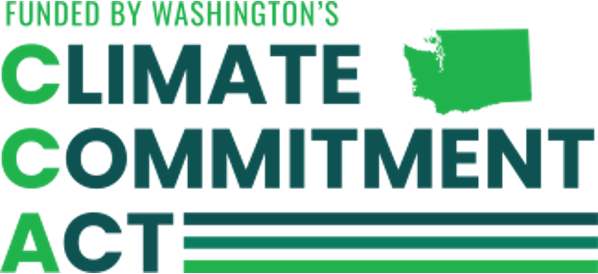 FUNDED BY WASHINGTON'S
CLIMATE
COMMITMENT
ACT